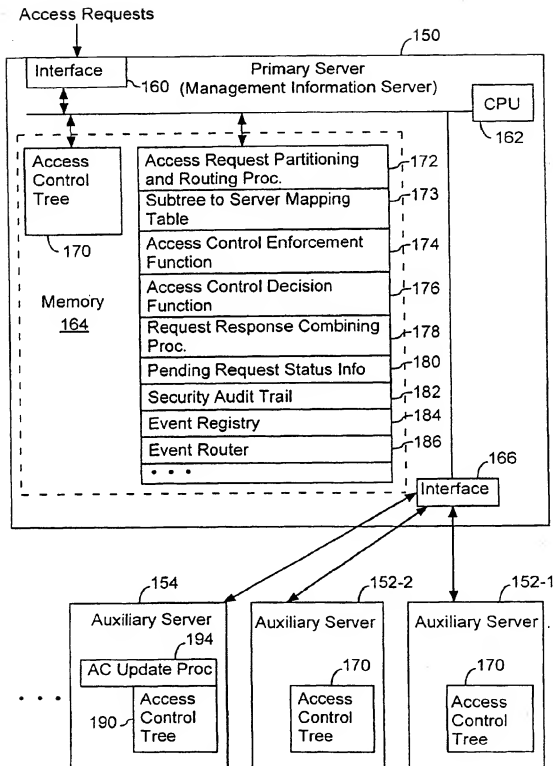 Access Requests
150
Interface
160
Primary Server
(Management Information Server)
CPU
162
Access
Control
Tree
170
Memory
164
Access Request Partitioning
and Routing Proc.
172
Subtree to Server Mapping
Table
173
Access Control Enforcement
Function
174
Access Control Decision
Function
176
Request Response Combining
Proc.
178
Pending Request Status Info
180
Security Audit Trail
182
Event Registry
184
Event Router
186
• • •
166
Interface
154
Auxiliary Server
194
AC Update Proc
190
Access
Control
Tree
152-2
Auxiliary Server
170
Access
Control
Tree
152-1
Auxiliary Server
170
Access
Control
Tree
• • •